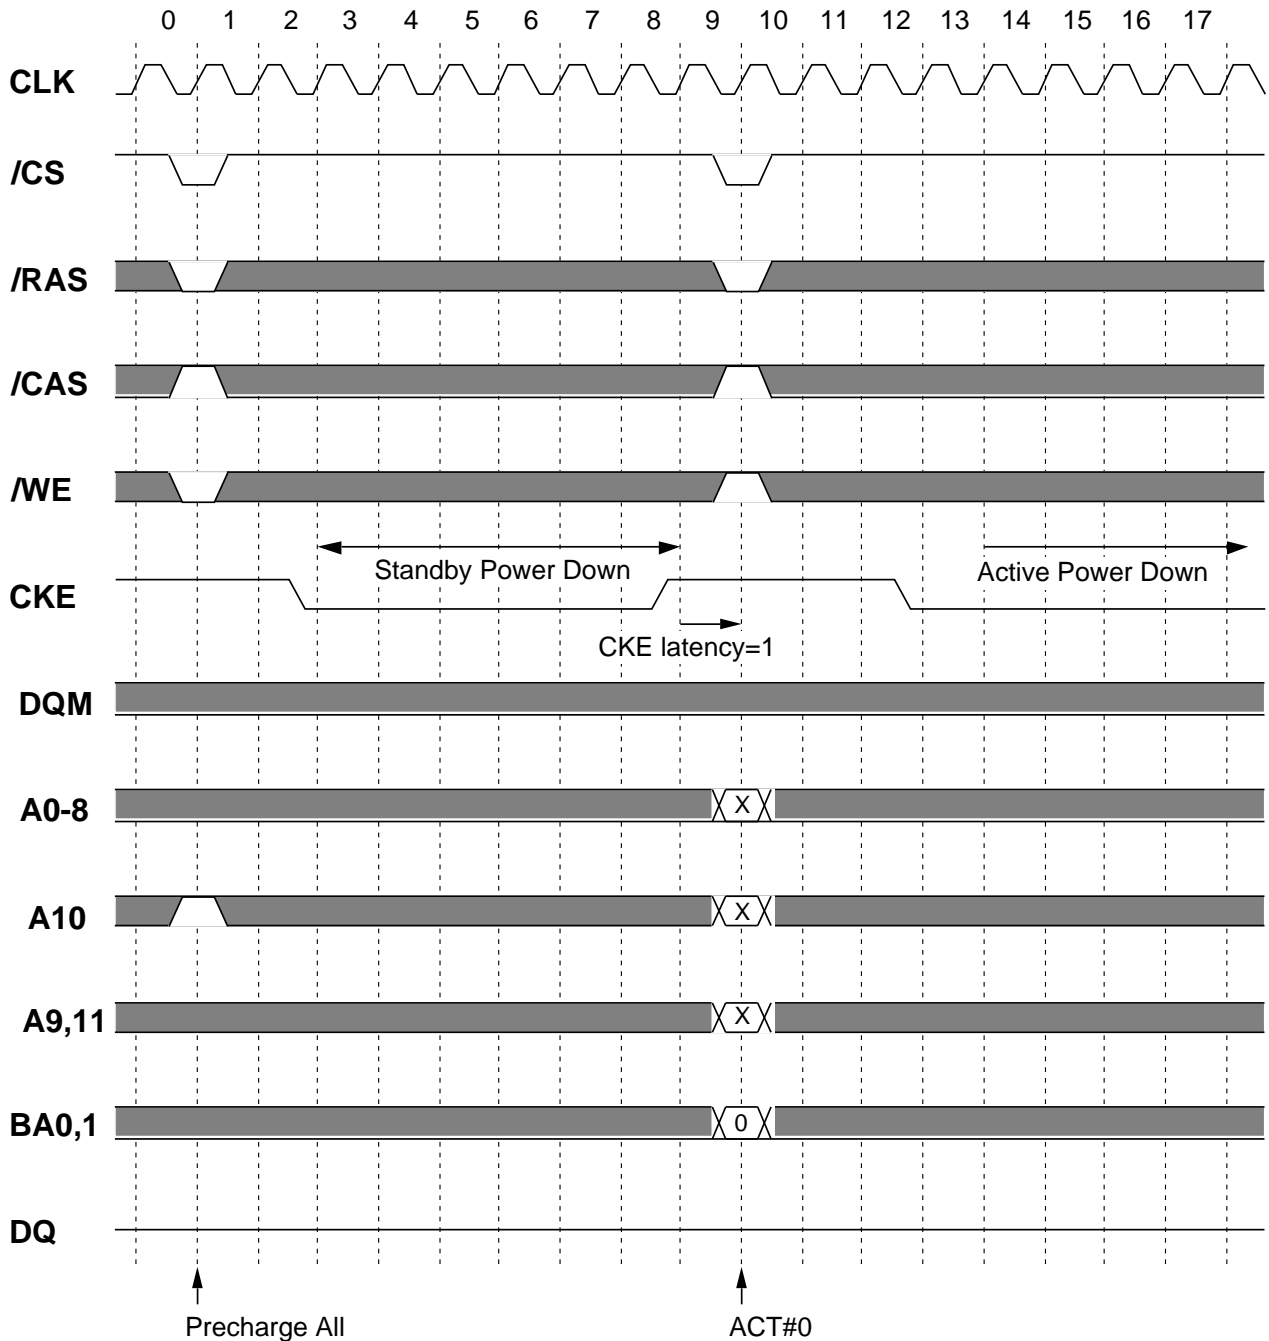 0 1 2 3 4 5 6 7 8 9 10 11 12 13 14 15 16 17
CLK
/CS
/RAS
/CAS
/WE
Standby Power Down
Active Power Down
CKE
CKE latency=1
DQM
A0-8
X
A10
X
A9,11
X
BA0,1
0
DQ
Precharge All
ACT#0